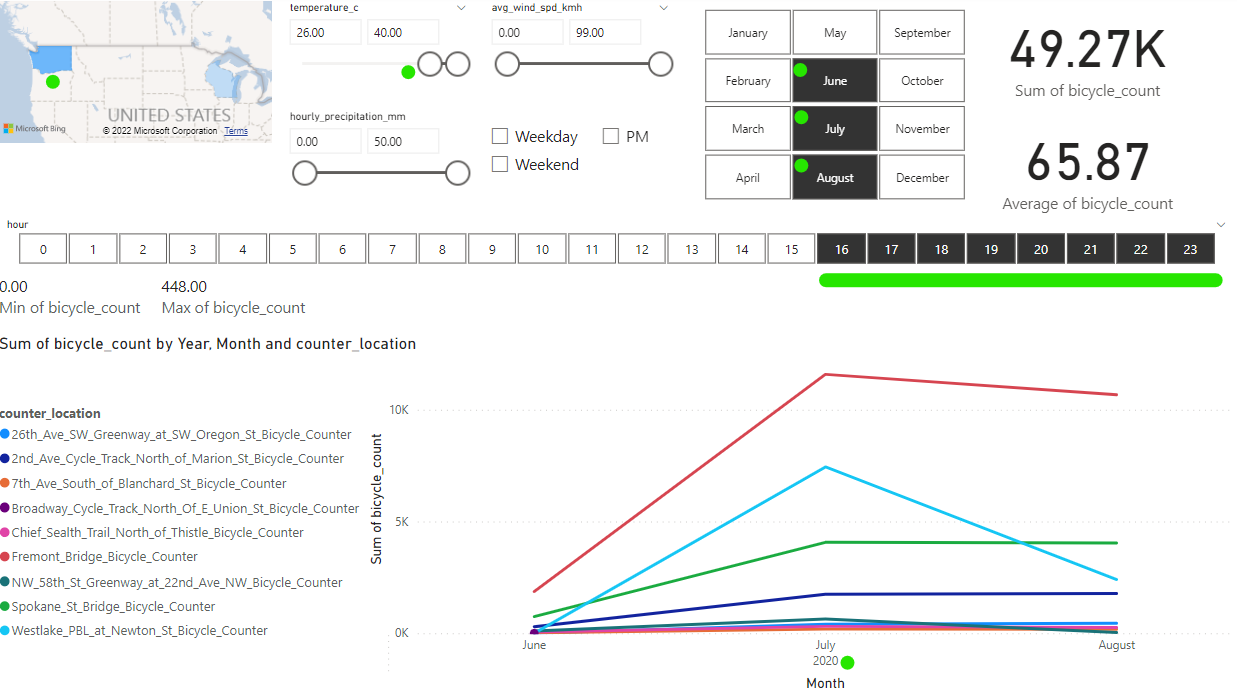 UNITED STATES
Microsoft Bing
© 2022 Microsoft Corporation Terms
temperature_c
26.00 40.00
avg_wind_spd_kmh
0.00 99.00
hourly_precipitation_mm
0.00 50.00
Weekday PM
Weekend
January May September
February June October
March July November
April August December
49.27K
Sum of bicycle_count
65.87
Average of bicycle_count
hour
0 1 2 3 4 5 6 7 8 9 10 11 12 13 14 15 16 17 18 19 20 21 22 23
0.00 448.00
Min of bicycle_count Max of bicycle_count
Sum of bicycle_count by Year, Month and counter_location
counter_location
26th_Ave_SW_Greenway_at_SW_Oregon_St_Bicycle_Counter
2nd_Ave_Cycle_Track_North_of_Marion_St_Bicycle_Counter
7th_Ave_South_of_Blanchard_St_Bicycle_Counter
Broadway_Cycle_Track_North_Of_E_Union_St_Bicycle_Counter
Chief_Sealth_Trail_North_of_Thistle_Bicycle_Counter
Fremont_Bridge_Bicycle_Counter
NW_58th_St_Greenway_at_22nd_Ave_NW_Bicycle_Counter
Spokane_St_Bridge_Bicycle_Counter
Westlake_PBL_at_Newton_St_Bicycle_Counter
Sum of bicycle_count
10K
5K
0K
June July August
2020
Month